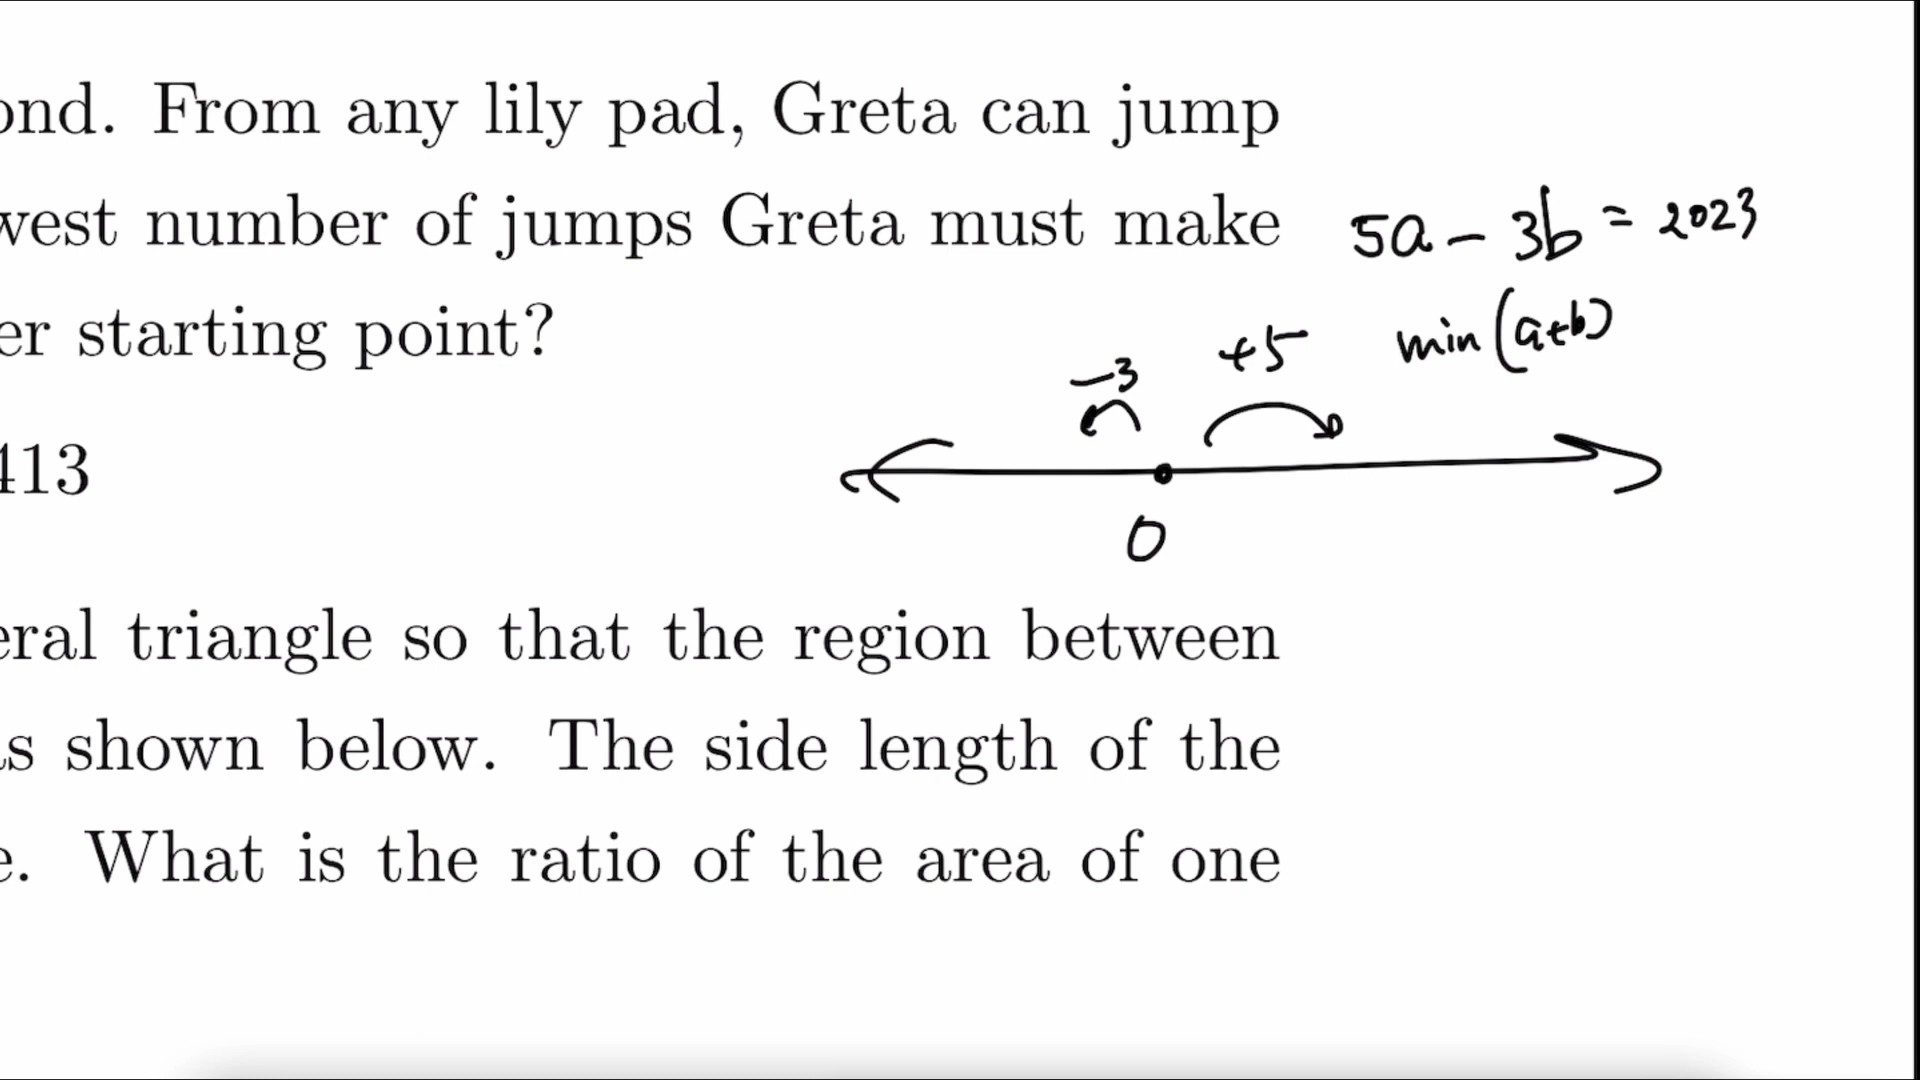 ond. From any lily pad, Greta can jump
west number of jumps Greta must make
5a - 3b = 2023
er starting point?
min (a+b)
-3
+5
413
0
eral triangle so that the region between
as shown below. The side length of the
e. What is the ratio of the area of one